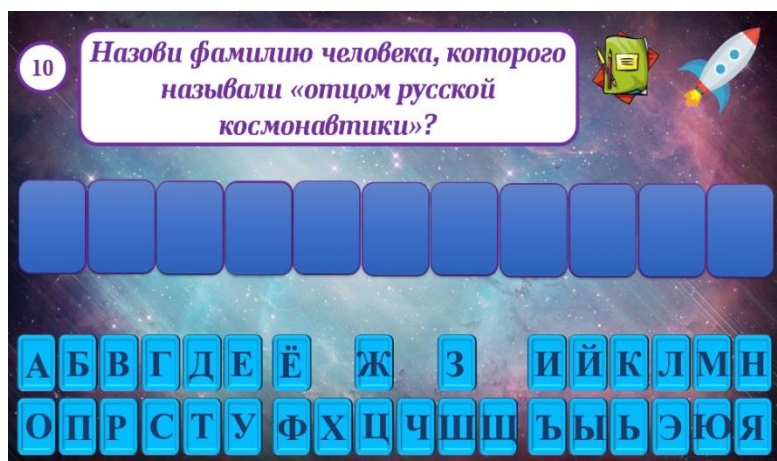 10
Назови фамилию человека, которого
называли «отцом русской
космонавтики»?
А Б В Г Д Е Ё Ж З И Й К Л М Н
О П Р С Т У Ф Х Ц Ч Ш Щ Ъ Ы Ь Э Ю Я